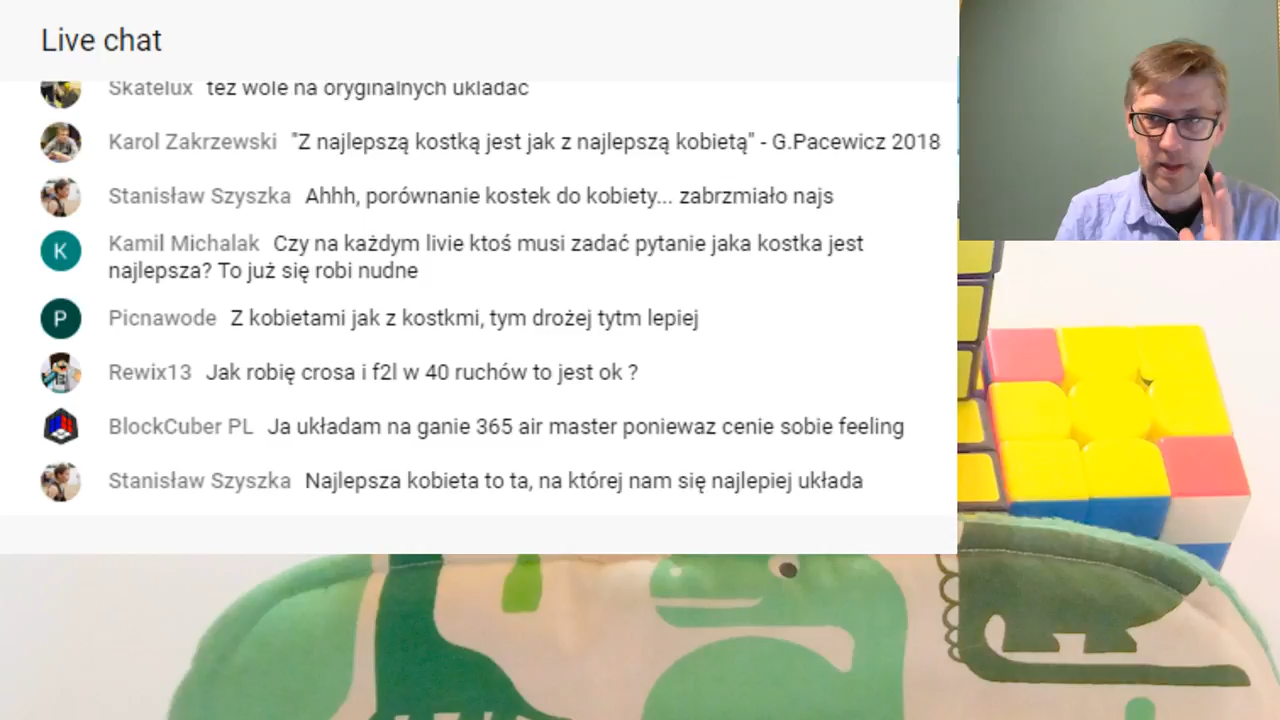 Live chat
Skatelux też wole na oryginalnych układac
Karol Zakrzewski "Z najlepszą kostką jest jak z najlepszą kobietą" - G.Pacewicz 2018
Stanisław Szyszka Ahhh, porównanie kostek do kobiety... zabrzmiało najs
K
Kamil Michalak Czy na każdym livie ktoś musi zadać pytanie jaka kostka jest
najlepsza? To już się robi nudne
P
Picnawode Z kobietami jak z kostkmi, tym drożej tytm lepiej
Rewix13 Jak robię crosa i f2l w 40 ruchów to jest ok ?
BlockCuber PL Ja układam na ganie 365 air master poniewaz cenie sobie feeling
Stanisław Szyszka Najlepsza kobieta to ta, na której nam się najlepiej układa